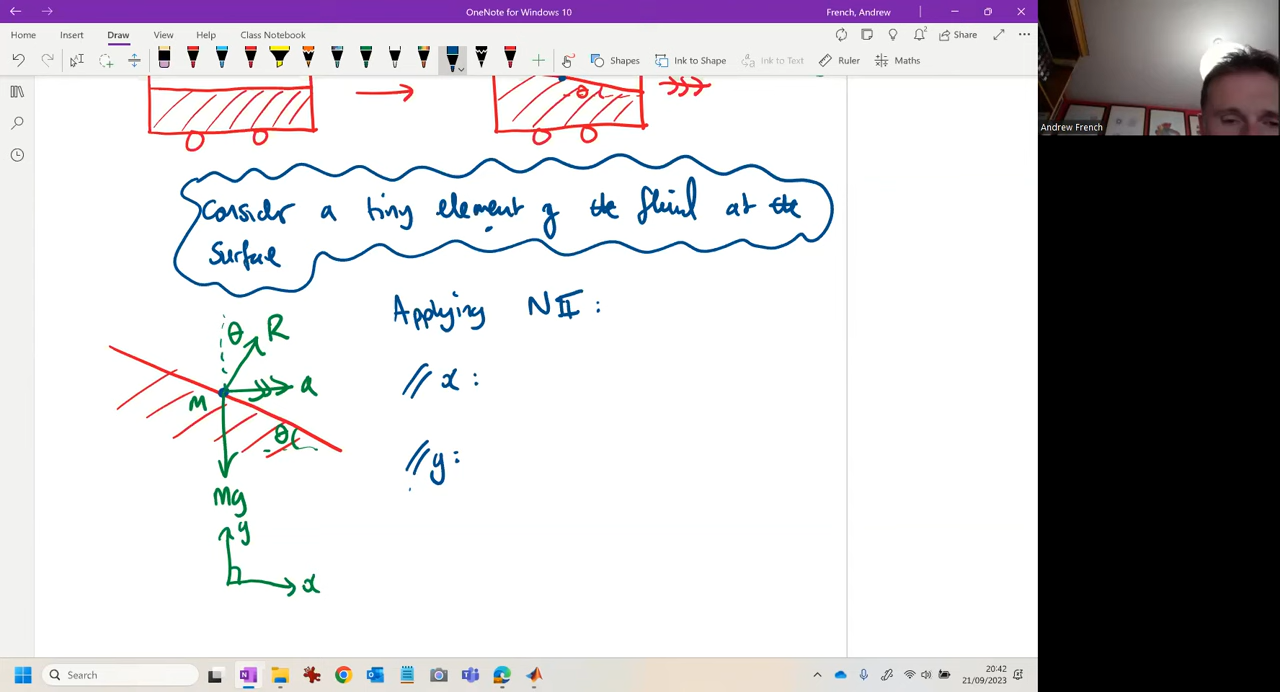 OneNote for Windows 10
French, Andrew
Home Insert Draw View Help Class Notebook
Share
Shapes Ink to Shape Ink to Text Ruler Maths
Andrew French
θ
Consider a tiny element of the fluid at the
surface
Applying NII:
θ R
// x :
a
M
θ
// y :
Mg
y
x
Search
20:42
21/09/2023